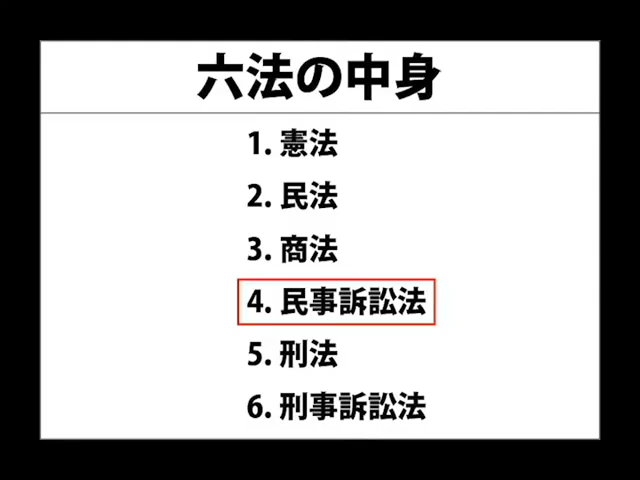 六法の中身
1. 憲法
2. 民法
3. 商法
4. 民事訴訟法
5. 刑法
6. 刑事訴訟法